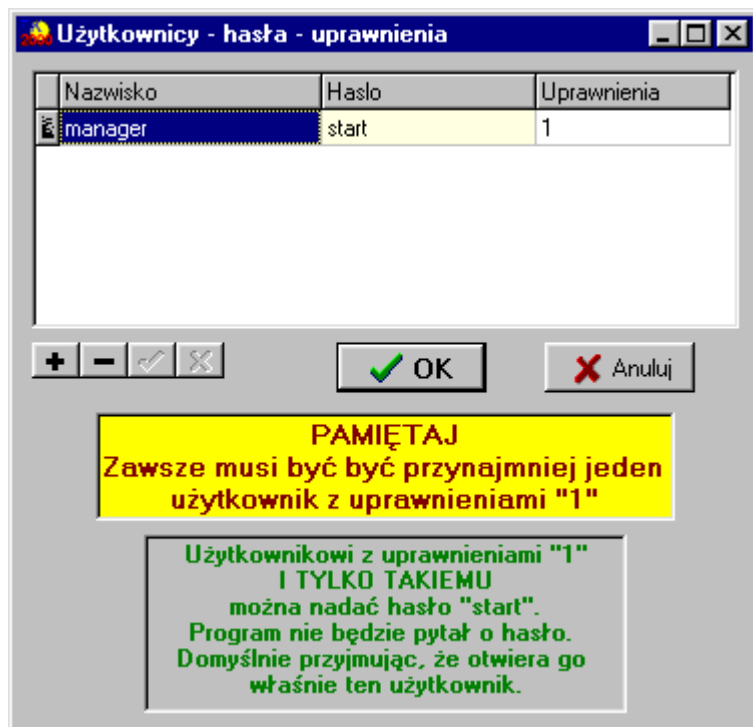 2000 Użytkownicy - hasła - uprawnienia
Nazwisko Haslo Uprawnienia
manager start 1
OK Anuluj
PAMIĘTAJ
Zawsze musi być być przynajmniej jeden
użytkownik z uprawnieniami "1"
Użytkownikowi z uprawnieniami "1"
I TYLKO TAKIEMU
można nadać hasło "start".
Program nie będzie pytał o hasło.
Domyślnie przyjmując, że otwiera go
właśnie ten użytkownik.